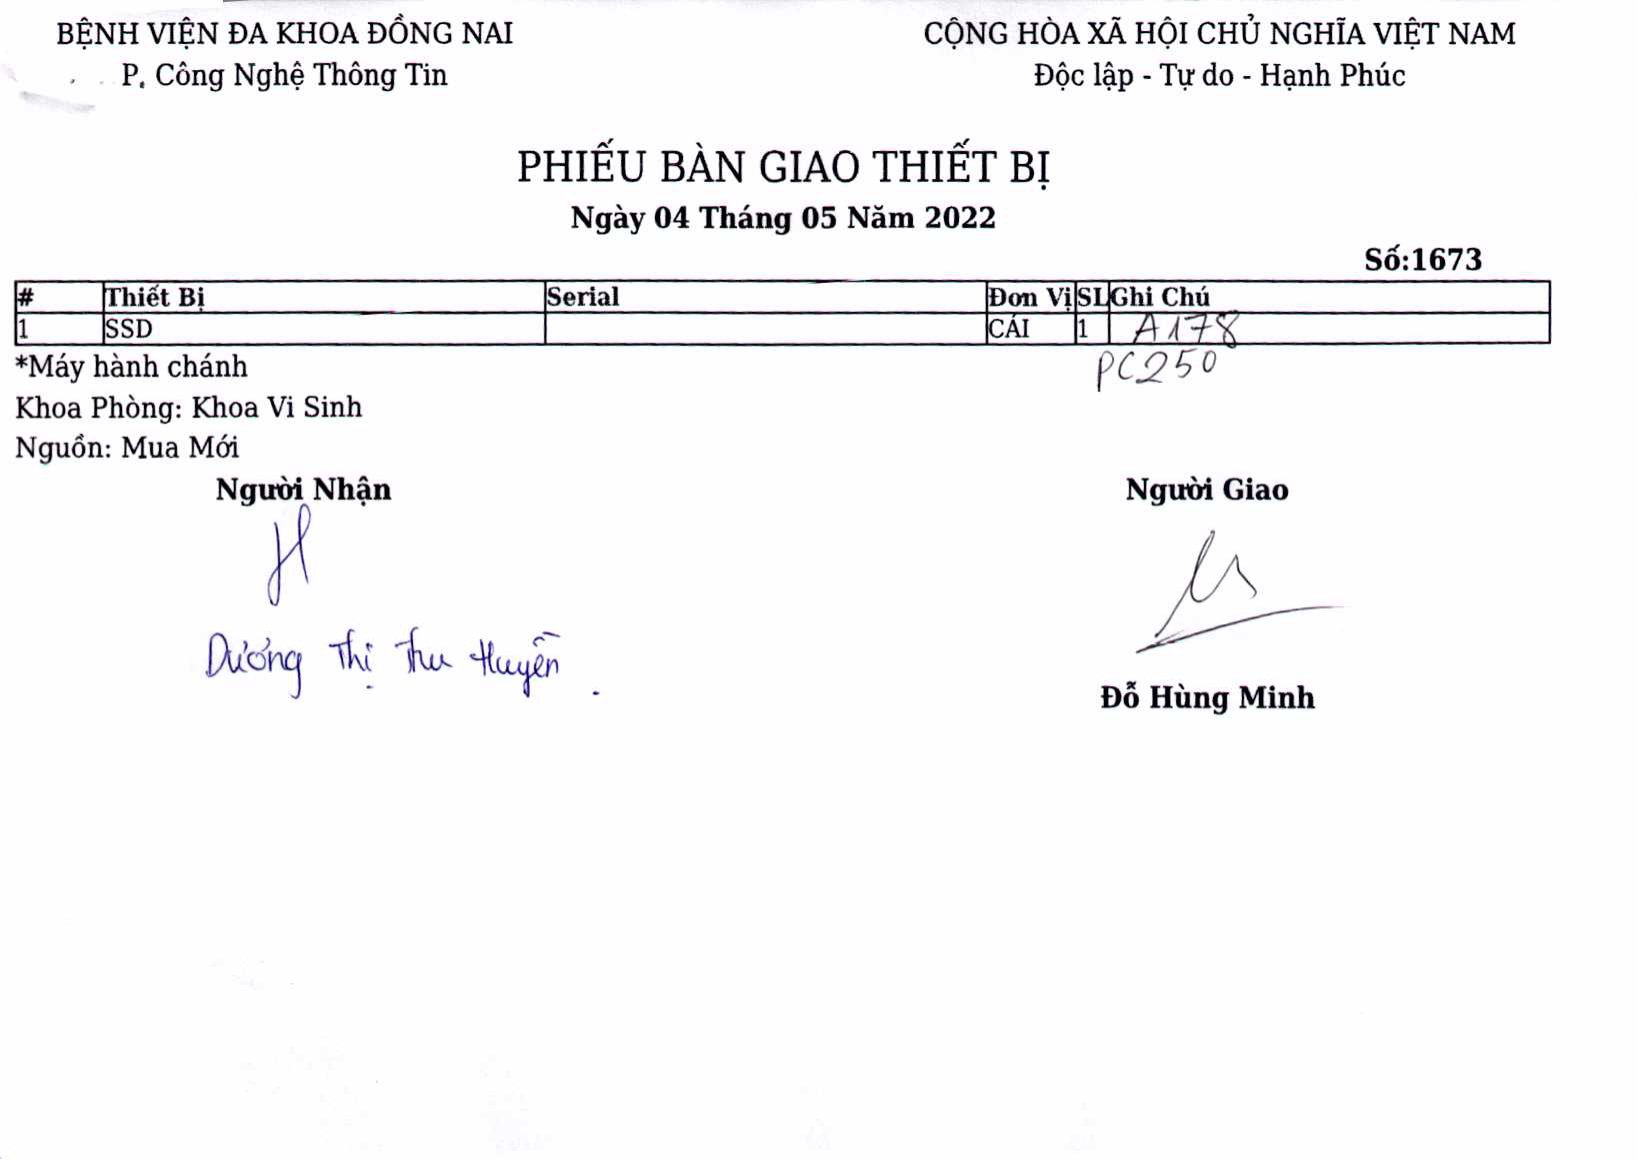 BỆNH VIỆN ĐA KHOA ĐỒNG NAI
P. Công Nghệ Thông Tin
CỘNG HÒA XÃ HỘI CHỦ NGHĨA VIỆT NAM
Độc lập - Tự do - Hạnh Phúc
PHIẾU BÀN GIAO THIẾT BỊ
Ngày 04 Tháng 05 Năm 2022
Số:1673
# Thiết Bị Serial Đơn Vị SL Ghi Chú
1 SSD CÁI 1 A178
PC250
*Máy hành chánh
Khoa Phòng: Khoa Vi Sinh
Nguồn: Mua Mới
Người Nhận
Dương Thị Thu Huyền
Người Giao
Đỗ Hùng Minh